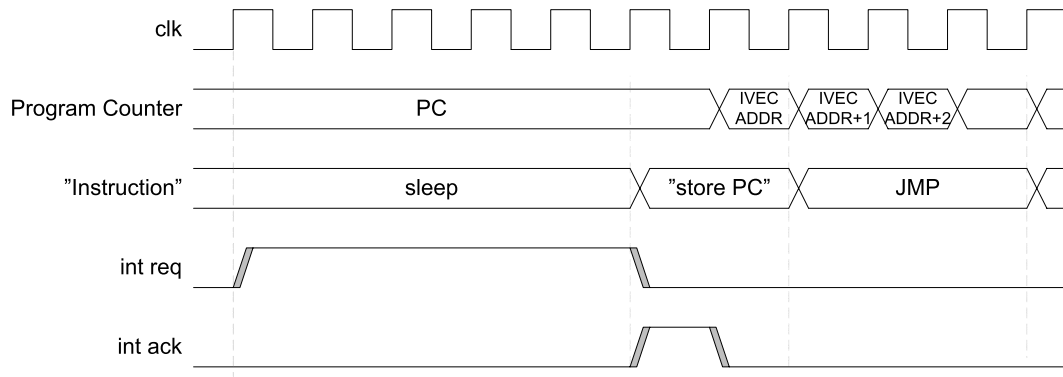 clk
Program Counter
PC
IVEC
ADDR
IVEC
ADDR+1
IVEC
ADDR+2
”Instruction”
sleep
”store PC”
JMP
int req
int ack